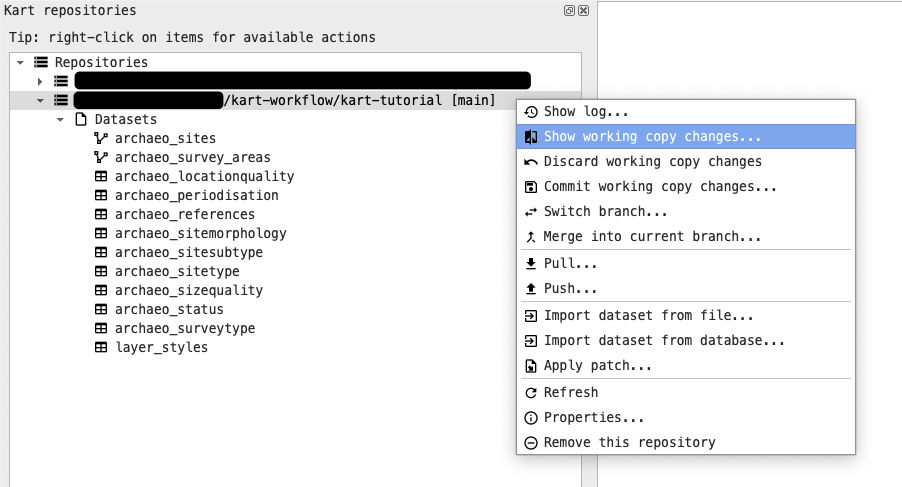 Kart repositories
Tip: right-click on items for available actions
Repositories
/kart-workflow/kart-tutorial [main]
Datasets
archaeo_sites
archaeo_survey_areas
archaeo_locationquality
archaeo_periodisation
archaeo_references
archaeo_sitemorphology
archaeo_sitesubtype
archaeo_sitetype
archaeo_sizequality
archaeo_status
archaeo_surveytype
layer_styles
Show log...
Show working copy changes...
Discard working copy changes
Commit working copy changes...
Switch branch...
Merge into current branch...
Pull...
Push...
Import dataset from file...
Import dataset from database...
Apply patch...
Refresh
Properties...
Remove this repository